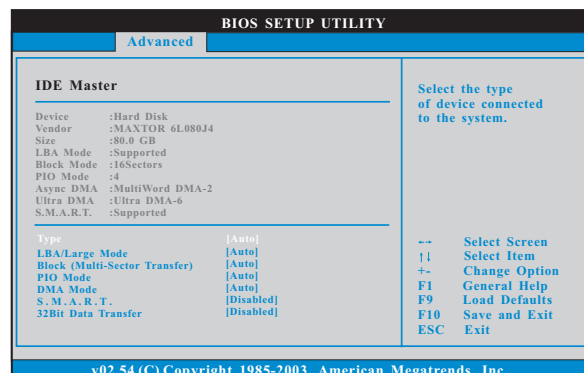 BIOS SETUP UTILITY
Advanced
IDE Master
Device :Hard Disk
Vendor :MAXTOR 6L080J4
Size :80.0 GB
LBA Mode :Supported
Block Mode :16Sectors
PIO Mode :4
Async DMA :MultiWord DMA-2
Ultra DMA :Ultra DMA-6
S.M.A.R.T. :Supported
Type [Auto]
LBA/Large Mode [Auto]
Block (Multi-Sector Transfer) [Auto]
PIO Mode [Auto]
DMA Mode [Auto]
S.M.A.R.T. [Disabled]
32Bit Data Transfer [Disabled]
Select the type
of device connected
to the system.
←→ Select Screen
↑↓ Select Item
+- Change Option
F1 General Help
F9 Load Defaults
F10 Save and Exit
ESC Exit
v02.54 (C) Copyright 1985-2003, American Megatrends, Inc.